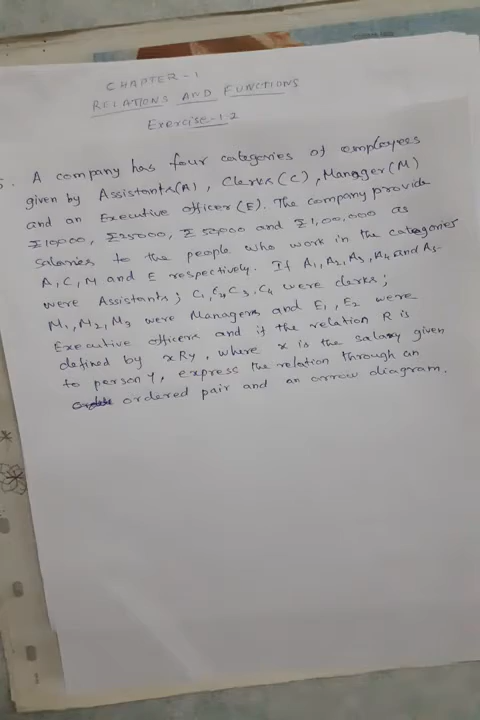 CHAPTER-1
RELATIONS AND FUNCTIONS
Exercise-1.2
A company has four categories of employees
given by Assistants(A), Clerks(C), Manager(M)
and an Executive officer(E). The company provide
₹10000, ₹25000, ₹50000 and ₹1,00,000 as
Salaries to the people who work in the categories
A, C, M and E respectively. If A1, A2, A3, A4 and A5
were Assistants; C1, C2, C3, C4 were clerks;
M1, M2, M3 were Managers and E1, E2 were
Executive officers and if the relation R is
defined by xRy, where x is the salary given
to person y, express the relation through an
ordered pair and an arrow diagram.